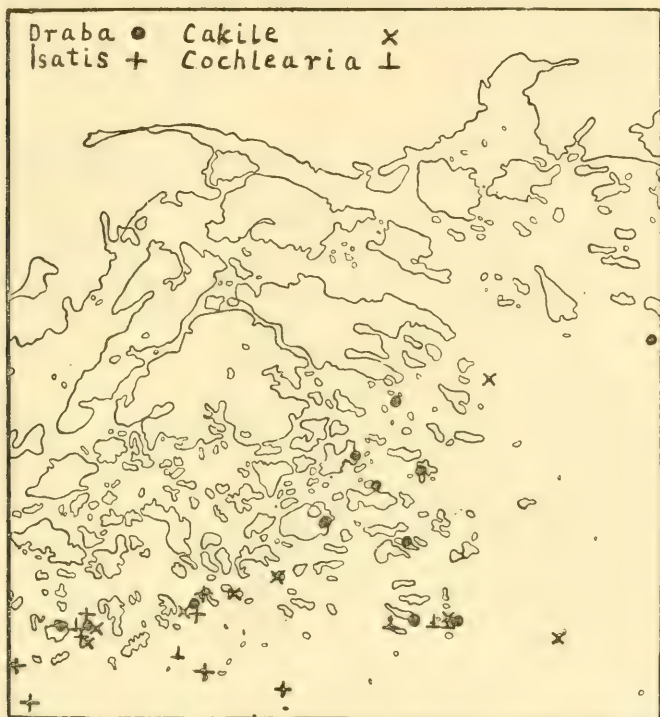 Draba ● Cakile ×
Isatis + Cochlearia ⊥